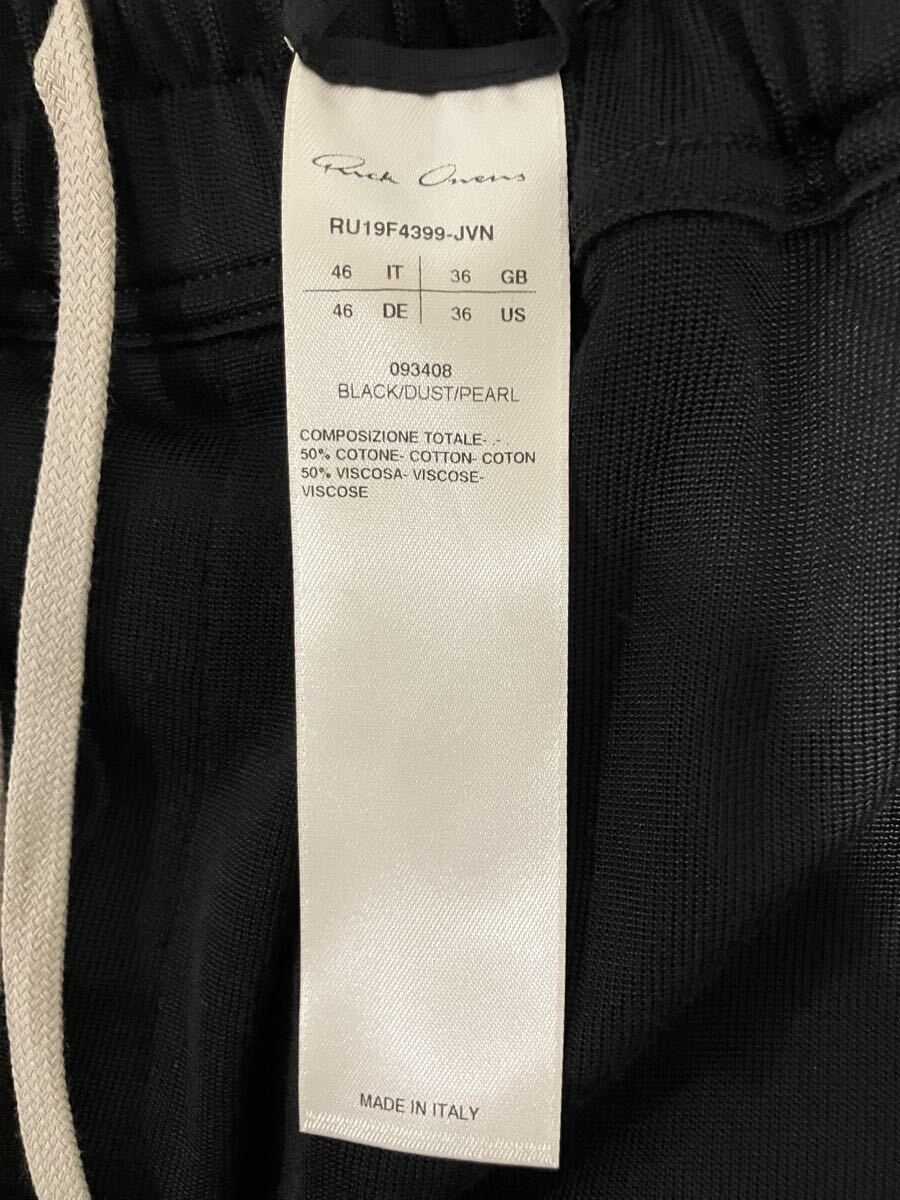 Rick Owens
RU19F4399-JVN
46 IT 36 GB
46 DE 36 US
093408
BLACK/DUST/PEARL
COMPOSIZIONE TOTALE- .- .
50% COTONE- COTTON- COTON
50% VISCOSA- VISCOSE-
VISCOSE
MADE IN ITALY